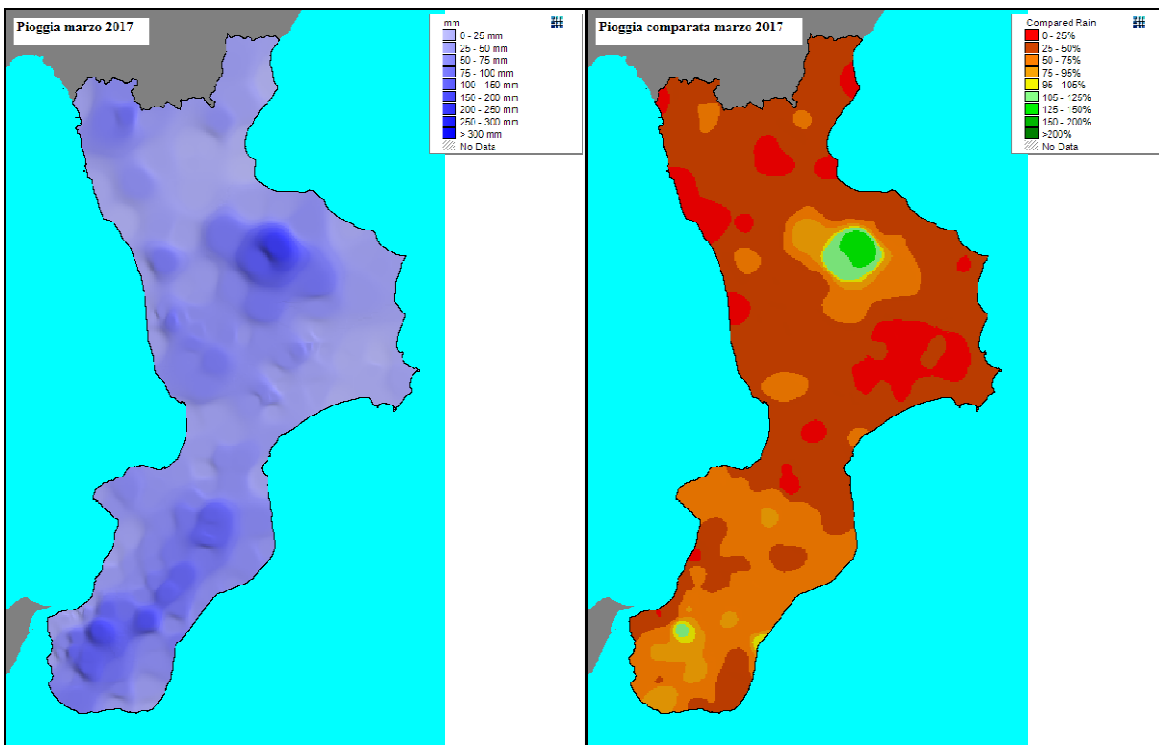 Pioggia marzo 2017
mm
0 - 25 mm
25 - 50 mm
50 - 75 mm
75 - 100 mm
100 - 150 mm
150 - 200 mm
200 - 250 mm
250 - 300 mm
> 300 mm
No Data
Pioggia comparata marzo 2017
Compared Rain
0 - 25%
25 - 50%
50 - 75%
75 - 95%
95 - 105%
105 - 125%
125 - 150%
150 - 200%
>200%
No Data